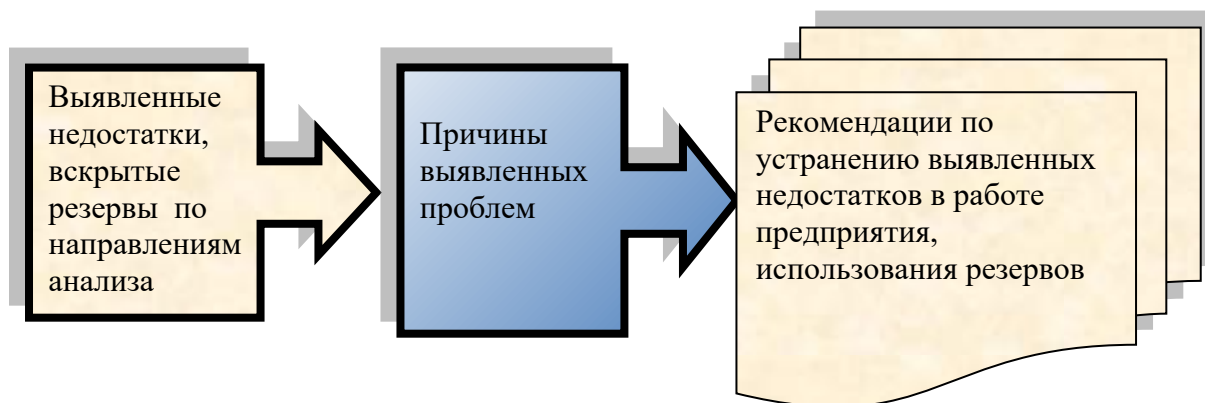 Выявленные
недостатки,
вскрытые
резервы по
направлениям
анализа
Причины
выявленных
проблем
Рекомендации по
устранению выявленных
недостатков в работе
предприятия,
использования резервов